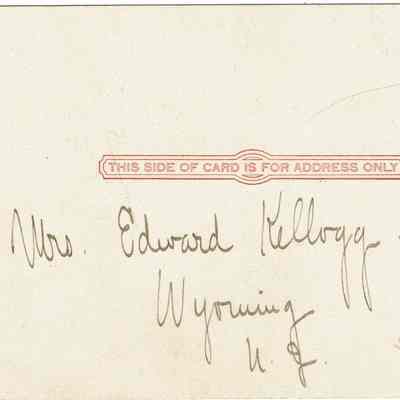 THIS SIDE OF CARD IS FOR ADDRESS ONLY
Mrs. Edward Kellogg.
Wyoming
N. J.